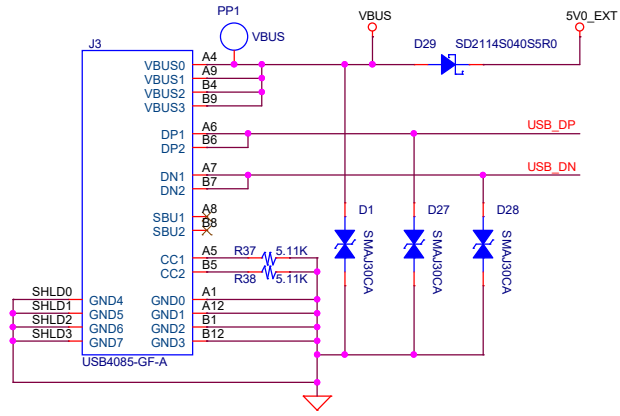 PP1
VBUS
VBUS
5V0_EXT
J3
D29
SD2114S040S5R0
VBUS0
A4
VBUS1
A9
VBUS2
B4
VBUS3
B9
DP1
A6
USB_DP
DP2
B6
DN1
A7
USB_DN
DN2
B7
SBU1
A8
SBU2
B8
D1
SMAJ30CA
D27
SMAJ30CA
D28
SMAJ30CA
CC1
A5
R37
5.11K
CC2
B5
R38
5.11K
SHLD0
GND4
GND0
A1
SHLD1
GND5
GND1
A12
SHLD2
GND6
GND2
B1
SHLD3
GND7
GND3
B12
USB4085-GF-A